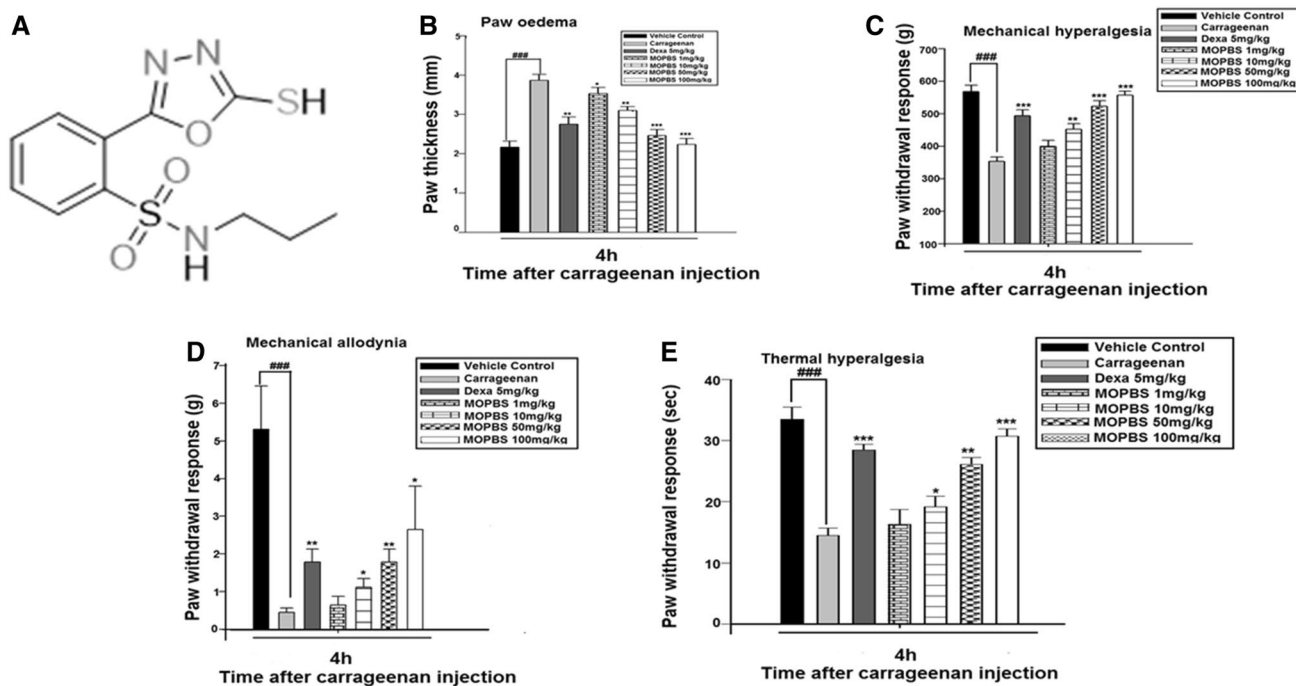 A
N N
N
O
SH
O
S
O
N
H
B
Paw oedema
Vehicle Control
Carrageenan
Dexa 5mg/kg
MOPBS 1mg/kg
MOPBS 10mg/kg
MOPBS 50mg/kg
MOPBS 100mg/kg
Paw thickness (mm)
5
4
3
2
1
0
###
**
*
**
***
***
4h
Time after carrageenan injection
C
Mechanical hyperalgesia
Vehicle Control
Carrageenan
Dexa 5mg/kg
MOPBS 1mg/kg
MOPBS 10mg/kg
MOPBS 50mg/kg
MOPBS 100mg/kg
Paw withdrawal response (g)
700
600
500
400
300
200
100
###
***
**
***
***
4h
Time after carrageenan injection
D
Mechanical allodynia
Vehicle Control
Carrageenan
Dexa 5mg/kg
MOPBS 1mg/kg
MOPBS 10mg/kg
MOPBS 50mg/kg
MOPBS 100mg/kg
Paw withdrawal response (g)
7
6
5
4
3
2
1
0
###
**
*
**
*
4h
Time after carrageenan injection
E
Thermal hyperalgesia
Vehicle Control
Carrageenan
Dexa 5mg/kg
MOPBS 1mg/kg
MOPBS 10mg/kg
MOPBS 50mg/kg
MOPBS 100mg/kg
Paw withdrawal response (sec)
40
30
20
10
0
###
***
*
**
***
4h
Time after carrageenan injection